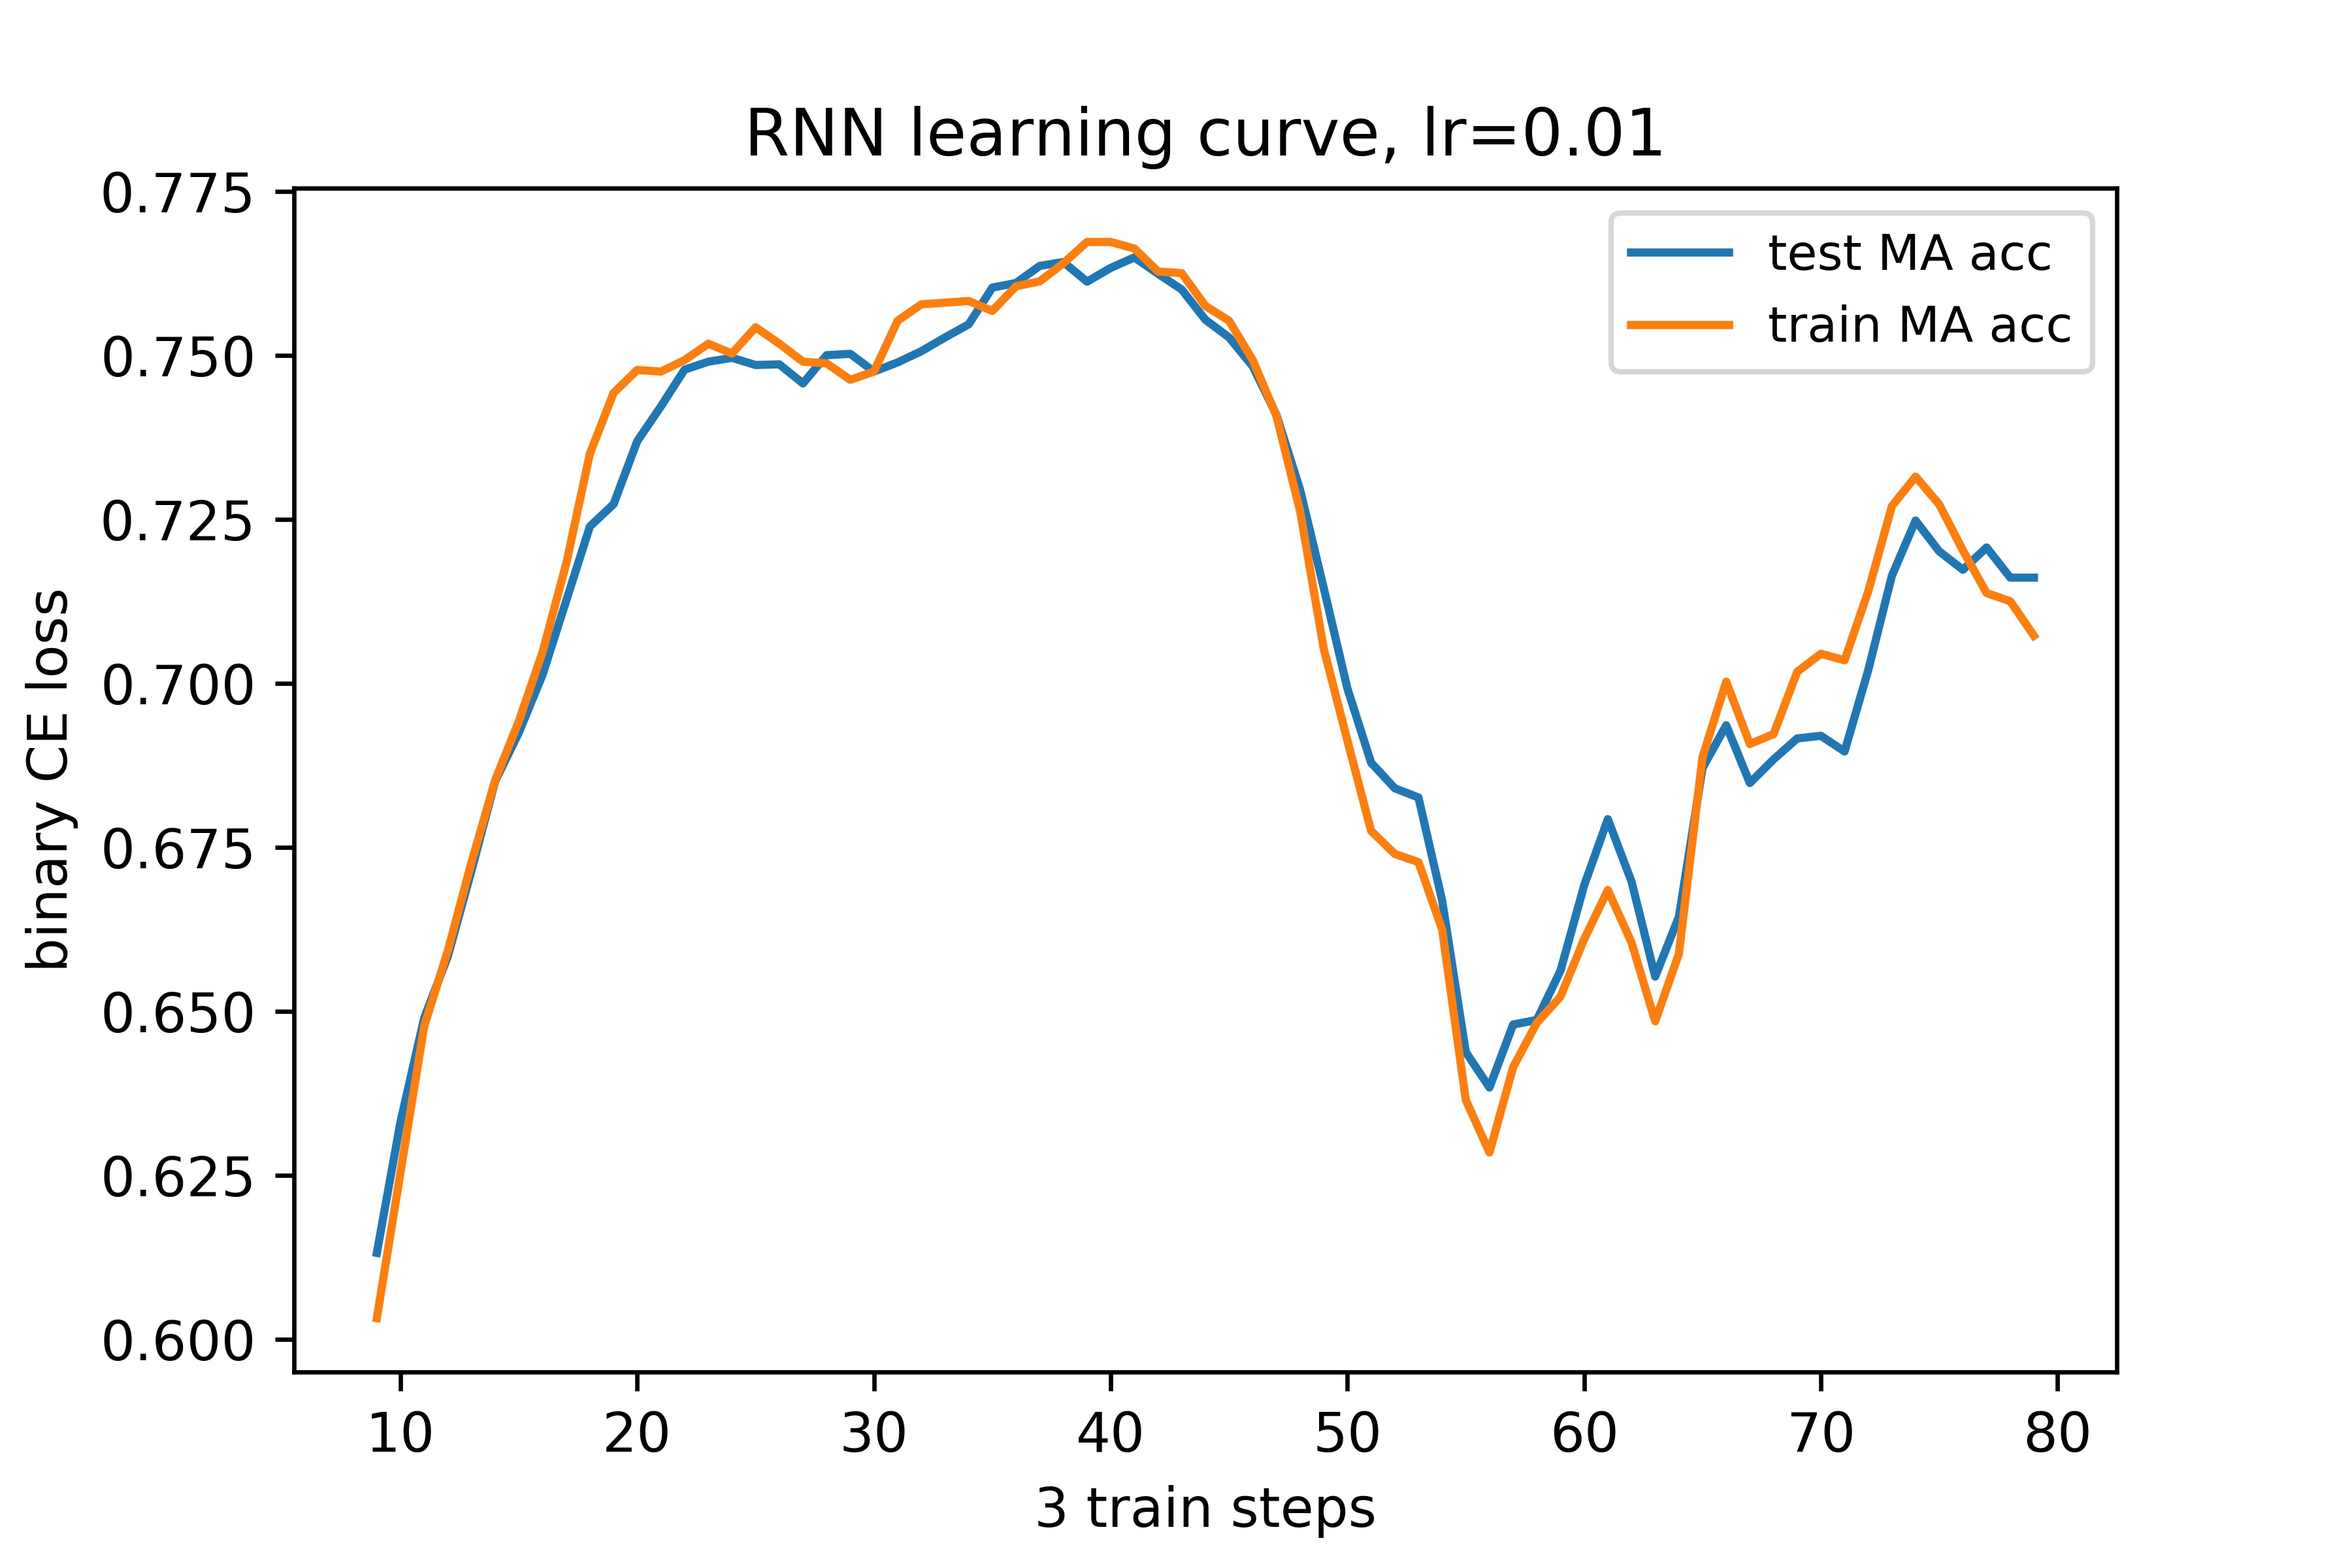 RNN learning curve, lr=0.01
test MA acc
train MA acc
binary CE loss
0.775
0.750
0.725
0.700
0.675
0.650
0.625
0.600
10 20 30 40 50 60 70 80
3 train steps